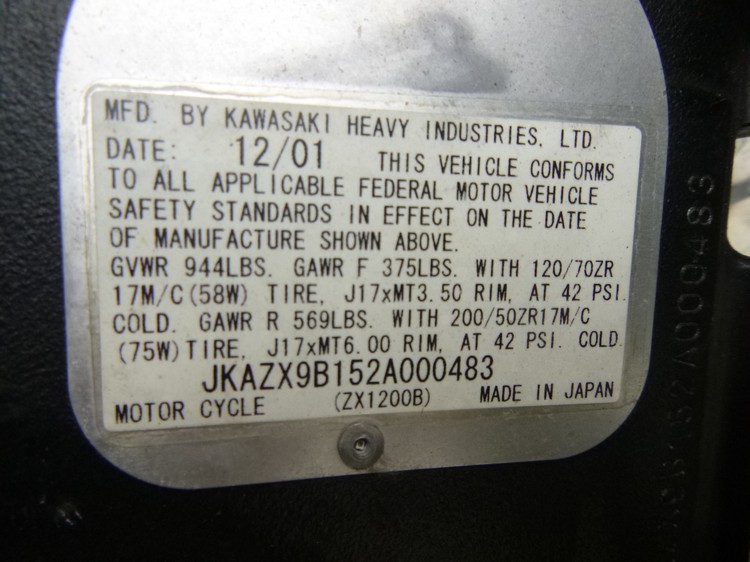 MFD. BY KAWASAKI HEAVY INDUSTRIES, LTD.
DATE: 12/01 THIS VEHICLE CONFORMS
TO ALL APPLICABLE FEDERAL MOTOR VEHICLE
SAFETY STANDARDS IN EFFECT ON THE DATE
OF MANUFACTURE SHOWN ABOVE.
GVWR 944LBS. GAWR F 375LBS. WITH 120/70ZR
17M/C(58W) TIRE, J17xMT3.50 RIM, AT 42 PSI.
COLD. GAWR R 569LBS. WITH 200/50ZR17M/C
(75W)TIRE, J17xMT6.00 RIM, AT 42 PSI. COLD
JKAZX9B152A000483
MOTOR CYCLE (ZX1200B) MADE IN JAPAN